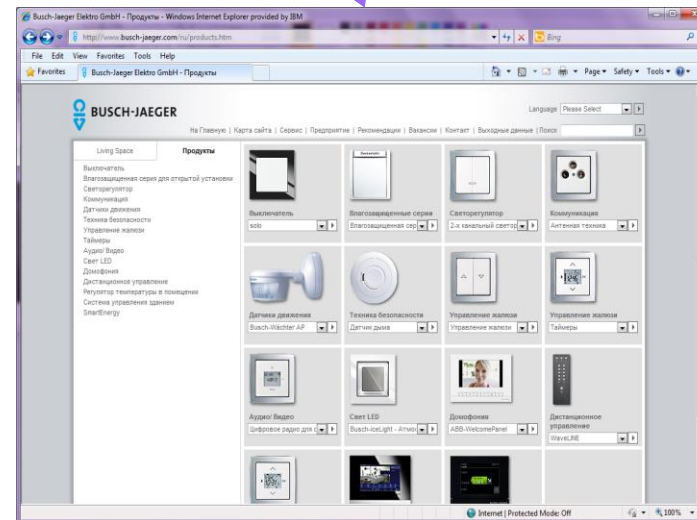 Busch-Jaeger Elektro GmbH - Продукты - Windows Internet Explorer provided by IBM
http://www.busch-jaeger.com/ru/products.htm
Bing
File Edit View Favorites Tools Help
Favorites
Busch-Jaeger Elektro GmbH - Продукты
Page Safety Tools
BUSCH-JAEGER
Language Please Select
На Главную | Карта сайта | Сервис | Предприятие | Рекомендации | Вакансии | Контакт | Выходные данные | Поиск
Living Space
Продукты
Выключатель
Влагозащищенная серия для открытой установки
Светорегулятор
Коммуникация
Датчики движения
Техника безопасности
Управление жалюзи
Таймеры
Аудио/ Видео
Свет LED
Домофония
Дистанционное управление
Регулятор температуры в помещении
Система управления зданием
SmartEnergy
Выключатель
solo
Влагозащищенные серии
Влагозащищенная сер
Светорегулятор
2-х канальный светор
Коммуникация
Антенная техника
Датчики движения
Busch-Wächter AP
Техника безопасности
Датчик дыма
Управление жалюзи
Управление жалюзи
Управление жалюзи
Таймеры
Аудио/ Видео
Цифровое радио для с
Свет LED
Busch-iceLight - Атмос
Домофония
ABB-WelcomePanel
Дистанционное
управление
WaveLINE
Internet | Protected Mode: Off
100%